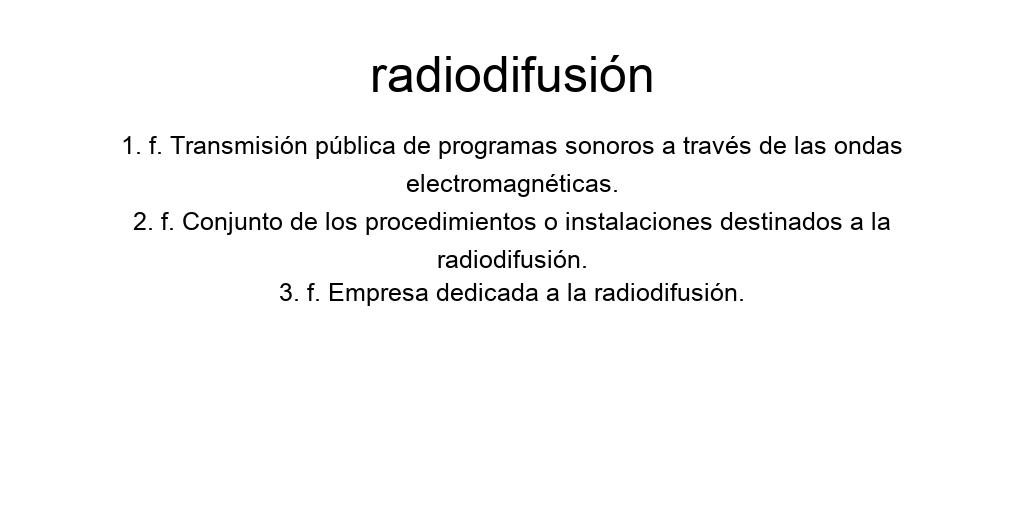 radiodifusión
1. f. Transmisión pública de programas sonoros a través de las ondas
electromagnéticas.
2. f. Conjunto de los procedimientos o instalaciones destinados a la
radiodifusión.
3. f. Empresa dedicada a la radiodifusión.